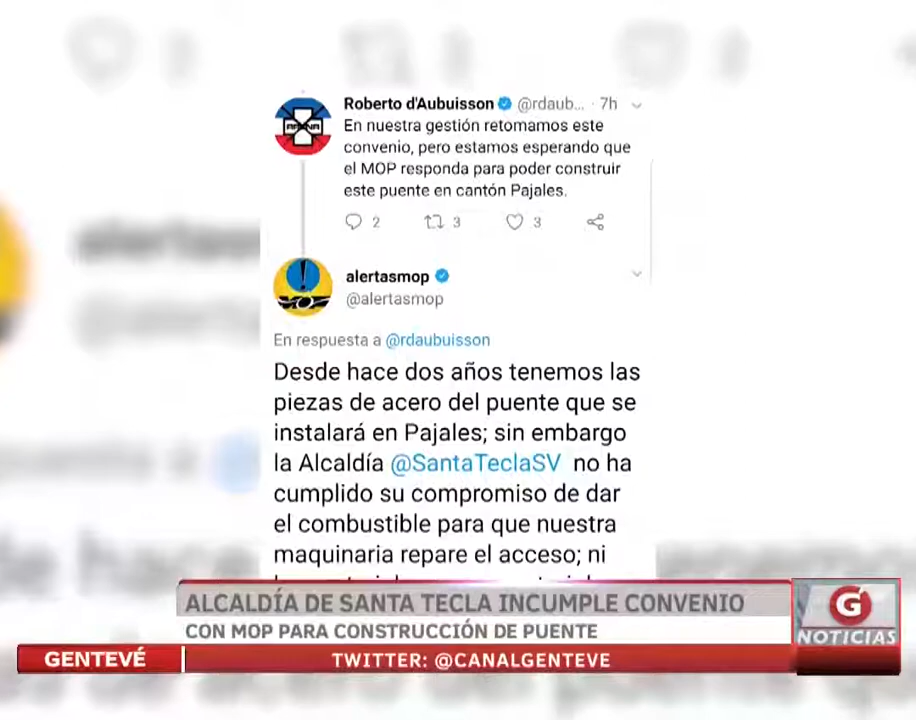 Roberto d'Aubuisson @rdaub... · 7h
En nuestra gestión retomamos este
convenio, pero estamos esperando que
el MOP responda para poder construir
este puente en cantón Pajales.
2 3 3
alertasmop
@alertasmop
En respuesta a @rdaubuisson
Desde hace dos años tenemos las
piezas de acero del puente que se
instalará en Pajales; sin embargo
la Alcaldía @SantaTeclaSV no ha
cumplido su compromiso de dar
el combustible para que nuestra
maquinaria repare el acceso; ni
ALCALDÍA DE SANTA TECLA INCUMPLE CONVENIO
CON MOP PARA CONSTRUCCIÓN DE PUENTE
G
NOTICIAS
GENTEVÉ
TWITTER: @CANALGENTEVE